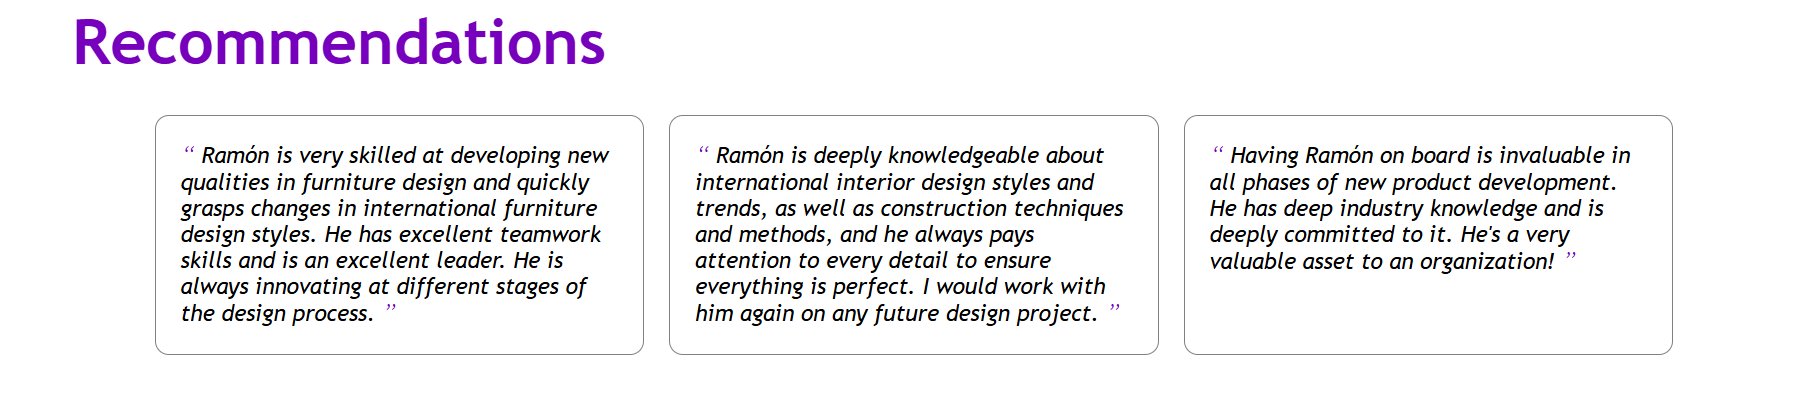 Recommendations
“ Ramón is very skilled at developing new
qualities in furniture design and quickly
grasps changes in international furniture
design styles. He has excellent teamwork
skills and is an excellent leader. He is
always innovating at different stages of
the design process. ”
“ Ramón is deeply knowledgeable about
international interior design styles and
trends, as well as construction techniques
and methods, and he always pays
attention to every detail to ensure
everything is perfect. I would work with
him again on any future design project. ”
“ Having Ramón on board is invaluable in
all phases of new product development.
He has deep industry knowledge and is
deeply committed to it. He's a very
valuable asset to an organization! ”